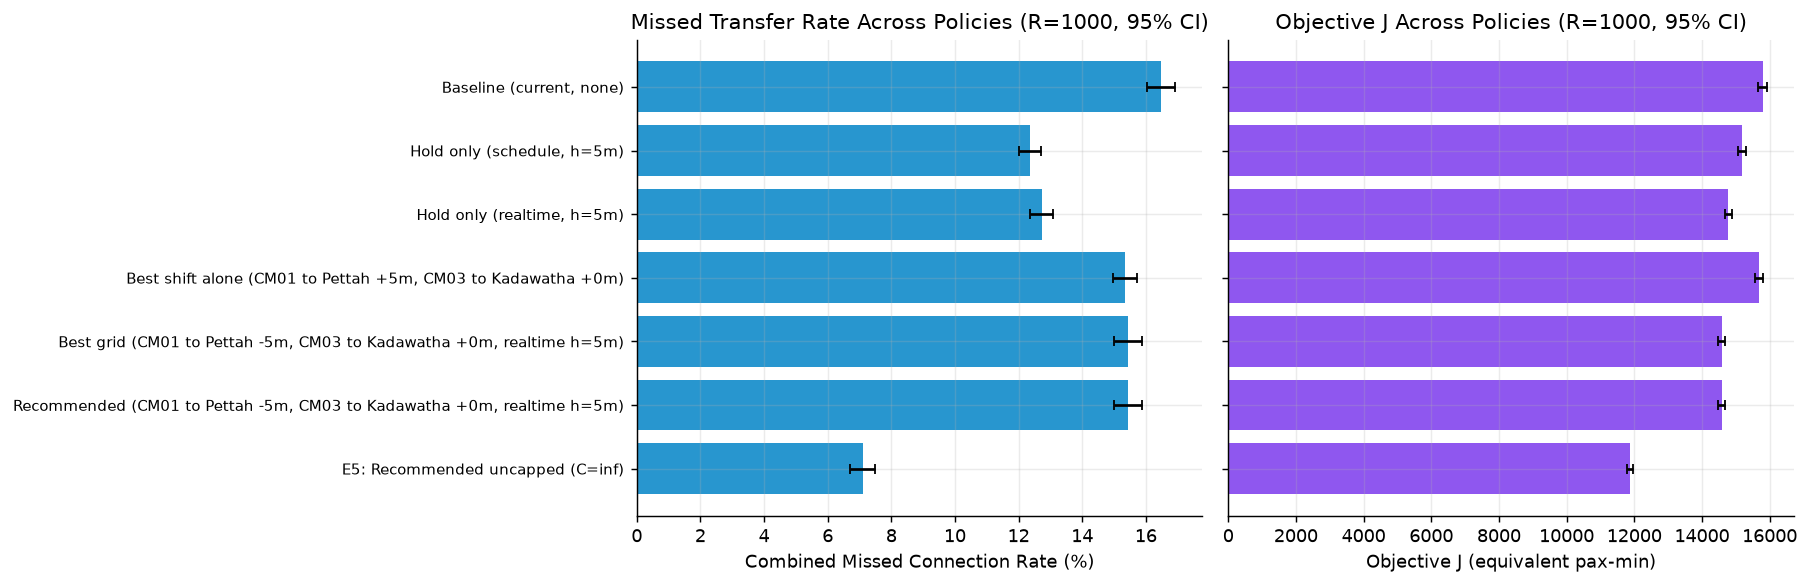 Missed Transfer Rate Across Policies (R=1000, 95% CI)
Objective J Across Policies (R=1000, 95% CI)
Baseline (current, none)
Hold only (schedule, h=5m)
Hold only (realtime, h=5m)
Best shift alone (CM01 to Pettah +5m, CM03 to Kadawatha +0m)
Best grid (CM01 to Pettah -5m, CM03 to Kadawatha +0m, realtime h=5m)
Recommended (CM01 to Pettah -5m, CM03 to Kadawatha +0m, realtime h=5m)
E5: Recommended uncapped (C=inf)
0 2 4 6 8 10 12 14 16
Combined Missed Connection Rate (%)
0 2000 4000 6000 8000 10000 12000 14000 16000
Objective J (equivalent pax-min)